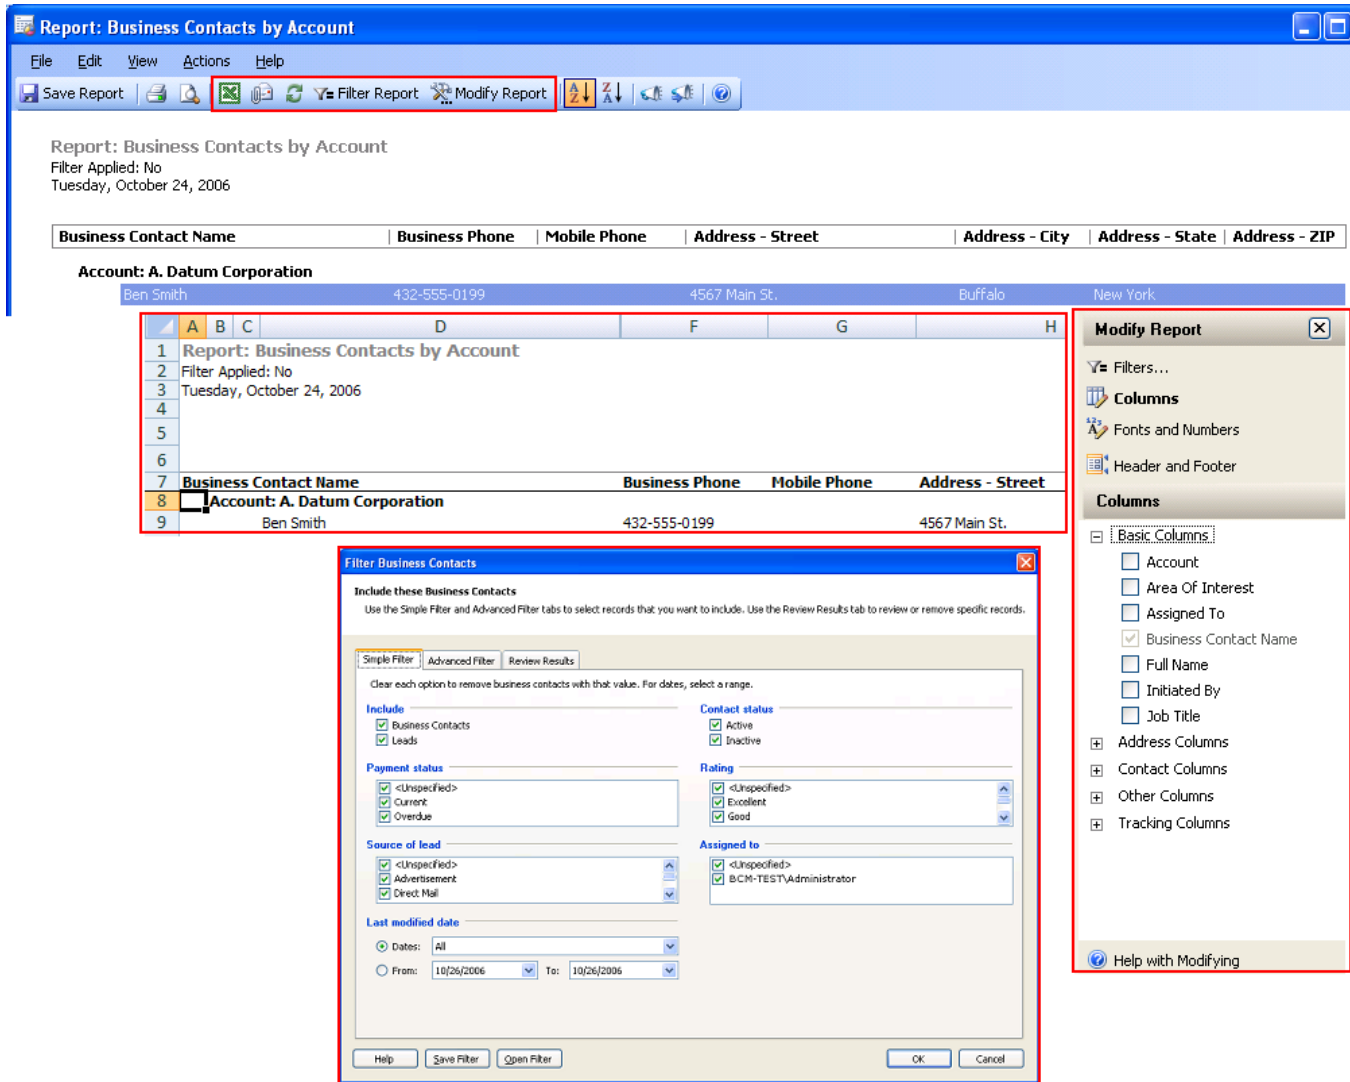 Report: Business Contacts by Account
File Edit View Actions Help
Save Report Filter Report Modify Report
Report: Business Contacts by Account
Filter Applied: No
Tuesday, October 24, 2006
Business Contact Name | Business Phone | Mobile Phone | Address - Street | Address - City | Address - State | Address - ZIP
Account: A. Datum Corporation
Ben Smith 432-555-0199 4567 Main St. Buffalo New York
A B C D F G H
1 Report: Business Contacts by Account
2 Filter Applied: No
3 Tuesday, October 24, 2006
4
5
6
7 Business Contact Name Business Phone Mobile Phone Address - Street
8 Account: A. Datum Corporation
9 Ben Smith 432-555-0199 4567 Main St.
Modify Report
Filters...
Columns
Fonts and Numbers
Header and Footer
Columns
Basic Columns
Account
Area Of Interest
Assigned To
Business Contact Name
Full Name
Initiated By
Job Title
Address Columns
Contact Columns
Other Columns
Tracking Columns
Help with Modifying
Filter Business Contacts
Include these Business Contacts
Use the Simple Filter and Advanced Filter tabs to select records that you want to include. Use the Review Results tab to review or remove specific records.
Simple Filter Advanced Filter Review Results
Clear each option to remove business contacts with that value. For dates, select a range.
Include
Business Contacts
Leads
Contact status
Active
Inactive
Payment status
<Unspecified>
Current
Overdue
Rating
<Unspecified>
Excellent
Good
Source of lead
<Unspecified>
Advertisement
Direct Mail
Assigned to
<Unspecified>
BCM-TEST\Administrator
Last modified date
Dates: All
From: 10/26/2006 To: 10/26/2006
Help Save Filter Open Filter OK Cancel